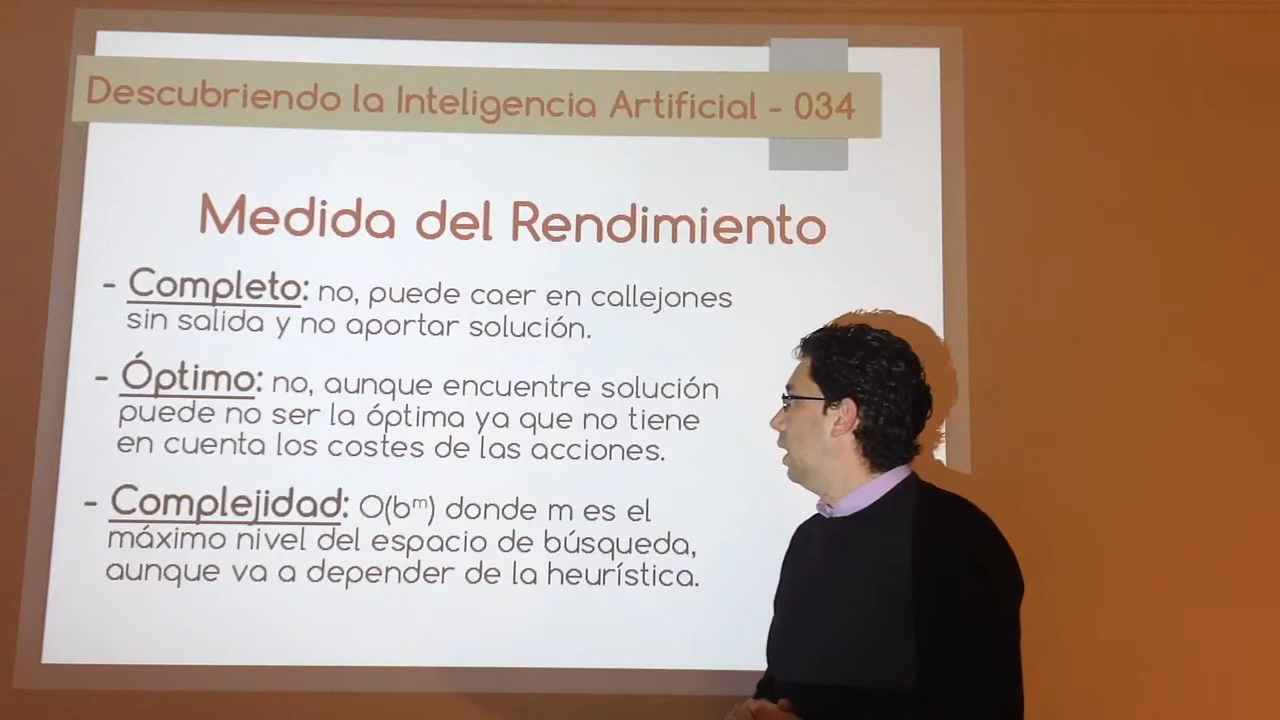 Descubriendo la Inteligencia Artificial - 034
Medida del Rendimiento
- Completo: no, puede caer en callejones
sin salida y no aportar solución.
- Óptimo: no, aunque encuentre solución
puede no ser la óptima ya que no tiene
en cuenta los costes de las acciones.
- Complejidad: O(bᵐ) donde m es el
máximo nivel del espacio de búsqueda,
aunque va a depender de la heurística.